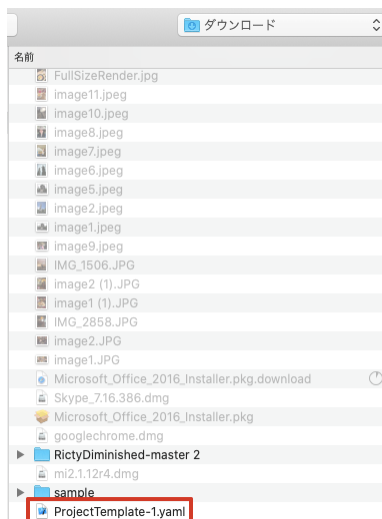 ダウンロード
名前
FullSizeRender.jpg
image11.jpeg
image10.jpeg
image8.jpeg
image7.jpeg
image6.jpeg
image5.jpeg
image2.jpeg
image1.jpeg
image9.jpeg
IMG_1506.JPG
image2 (1).JPG
image1 (1).JPG
IMG_2858.JPG
image2.JPG
image1.JPG
Microsoft_Office_2016_Installer.pkg.download
Skype_7.16.386.dmg
Microsoft_Office_2016_Installer.pkg
googlechrome.dmg
RictyDiminished-master 2
mi2.1.12r4.dmg
sample
ProjectTemplate-1.yaml